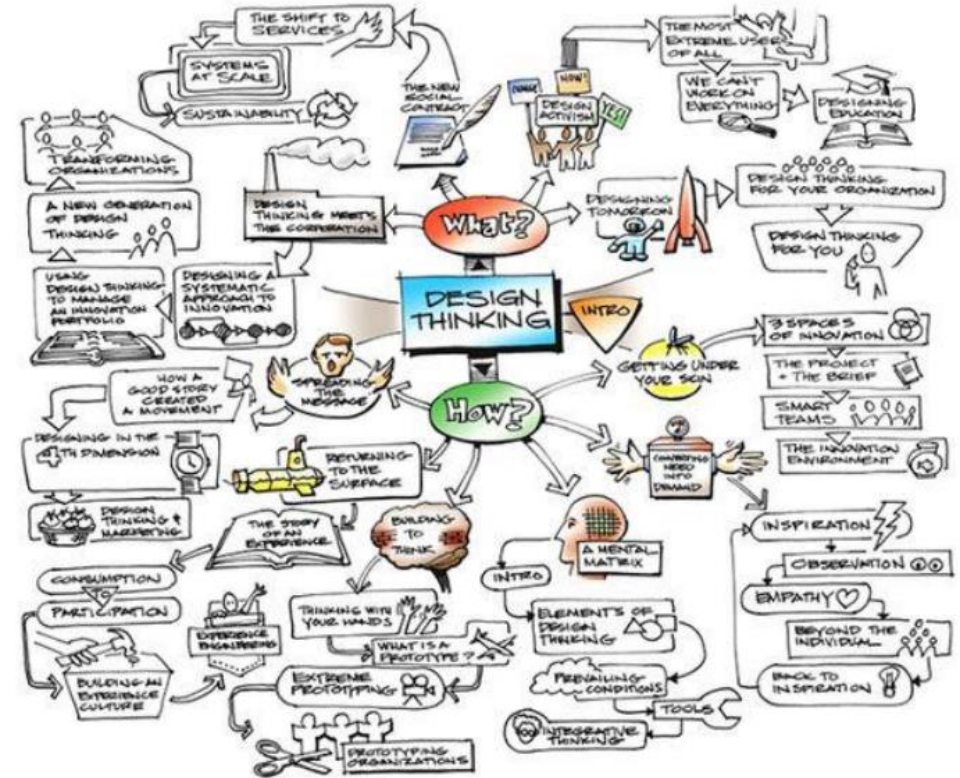 THE SHIFT TO
SERVICES
SYSTEMS
AT SCALE
SUSTAINABILITY
THE NEW
SOCIAL
CONTRACT
NOW!
YES!
DESIGN
ACTIVISM
THE MOST
EXTREME USER
OF ALL
WE CAN'T
WORK ON
EVERYTHING
DESIGNING
EDUCATION
TRANSFORMING
ORGANIZATIONS
A NEW GENERATION
OF DESIGN
THINKING
USING
DESIGN THINKING
TO MANAGE
AN INNOVATION
PORTFOLIO
DESIGNING A
SYSTEMATIC
APPROACH TO
INNOVATION
DESIGN
THINKING MEETS
THE CORPORATION
What?
DESIGNING
TOMORROW
DESIGN THINKING
FOR YOUR ORGANIZATION
DESIGN THINKING
FOR YOU
DESIGN
THINKING
INTRO
How?
GETTING UNDER
YOUR SKIN
3 SPACES
OF INNOVATION
THE PROJECT
+ THE BRIEF
SMART
TEAMS
THE INNOVATION
ENVIRONMENT
SPREADING
THE
MESSAGE
HOW A
GOOD STORY
CREATED
A MOVEMENT
DESIGNING IN THE
4TH DIMENSION
DESIGN
THINKING +
MARKETING
RETURNING
TO THE
SURFACE
THE STORY
OF AN
EXPERIENCE
CONSUMPTION
TO
PARTICIPATION
BUILDING AN
EXPERIENCE
CULTURE
EXPERIENCE
ENGINEERING
BUILDING
TO
THINK
THINKING WITH
YOUR HANDS
WHAT IS A
PROTOTYPE?
EXTREME
PROTOTYPING
PROTOTYPING
ORGANIZATIONS
A MENTAL
MATRIX
INTRO
ELEMENTS OF
DESIGN
THINKING
PREVAILING
CONDITIONS
TOOLS
INTEGRATIVE
THINKING
CONVERTING
NEED
INTO
DEMAND
INSPIRATION
OBSERVATION
EMPATHY
BEYOND THE
INDIVIDUAL
BACK TO
INSPIRATION